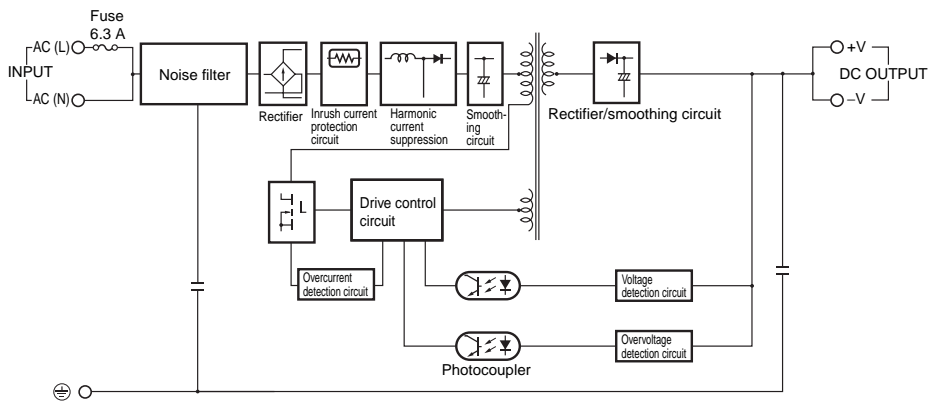 Fuse
6.3 A
AC (L)
INPUT
AC (N)
Noise filter
Rectifier
Inrush current
protection
circuit
Harmonic
current
suppression
Smooth-
ing
circuit
Rectifier/smoothing circuit
+V
DC OUTPUT
–V
L
Drive control
circuit
Overcurrent
detection circuit
Voltage
detection circuit
Overvoltage
detection circuit
Photocoupler